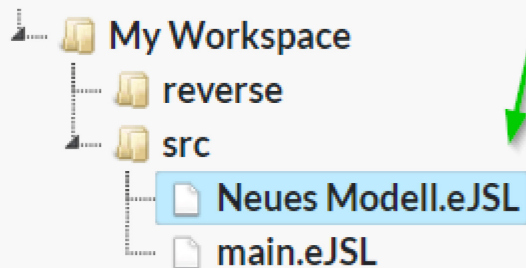 My Workspace
reverse
src
Neues Modell.eJSL
main.eJSL